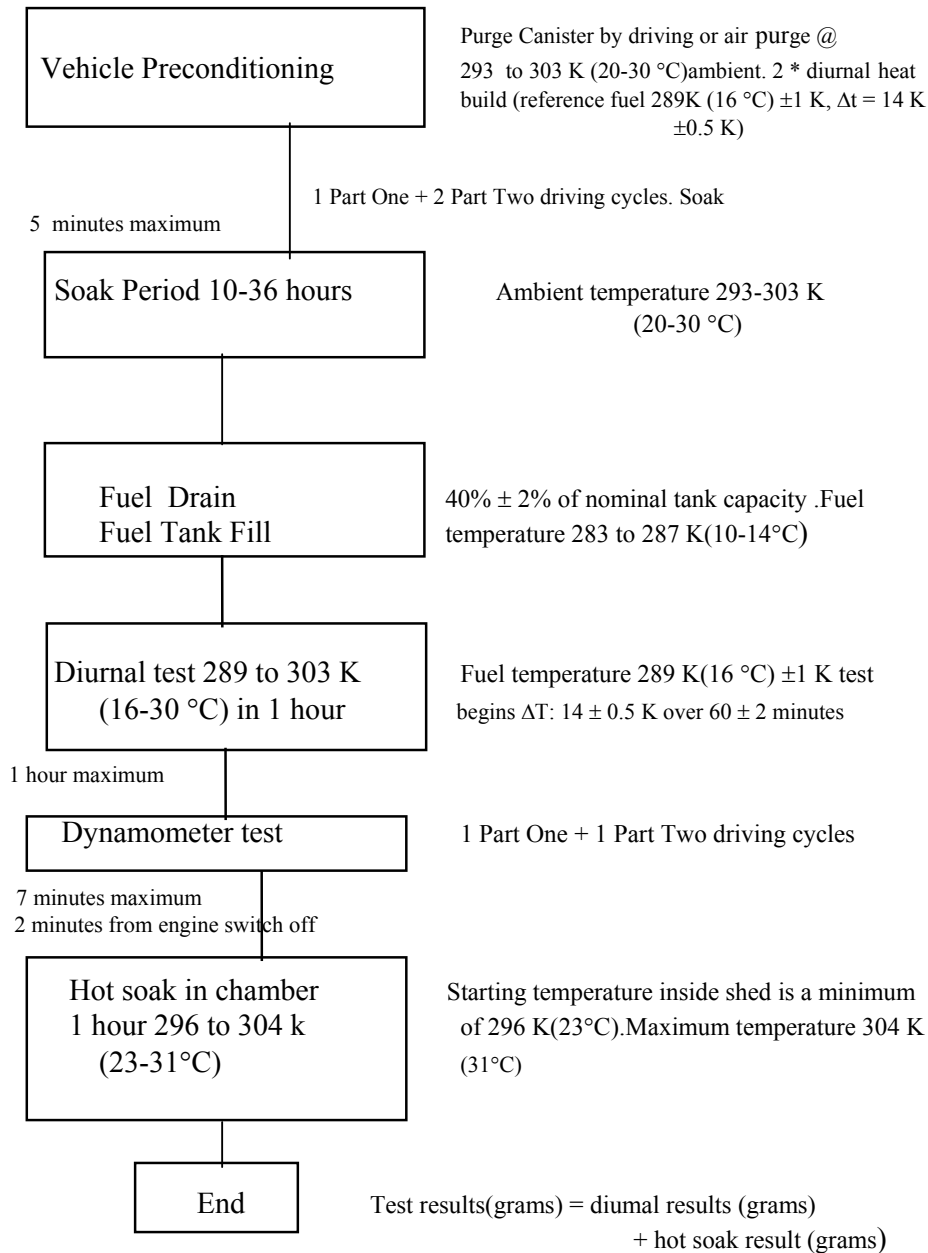 Vehicle Preconditioning
Purge Canister by driving or air purge @
293 to 303 K (20-30 °C)ambient. 2 * diurnal heat
build (reference fuel 289K (16 °C) ±1 K, Δt = 14 K
±0.5 K)
1 Part One + 2 Part Two driving cycles. Soak
5 minutes maximum
Soak Period 10-36 hours
Ambient temperature 293-303 K
(20-30 °C)
Fuel Drain
Fuel Tank Fill
40% ± 2% of nominal tank capacity .Fuel
temperature 283 to 287 K(10-14°C)
Diurnal test 289 to 303 K
(16-30 °C) in 1 hour
Fuel temperature 289 K(16 °C) ±1 K test
begins ΔT: 14 ± 0.5 K over 60 ± 2 minutes
1 hour maximum
Dynamometer test
1 Part One + 1 Part Two driving cycles
7 minutes maximum
2 minutes from engine switch off
Hot soak in chamber
1 hour 296 to 304 k
(23-31°C)
Starting temperature inside shed is a minimum
of 296 K(23°C).Maximum temperature 304 K
(31°C)
End
Test results(grams) = diumal results (grams)
+ hot soak result (grams)